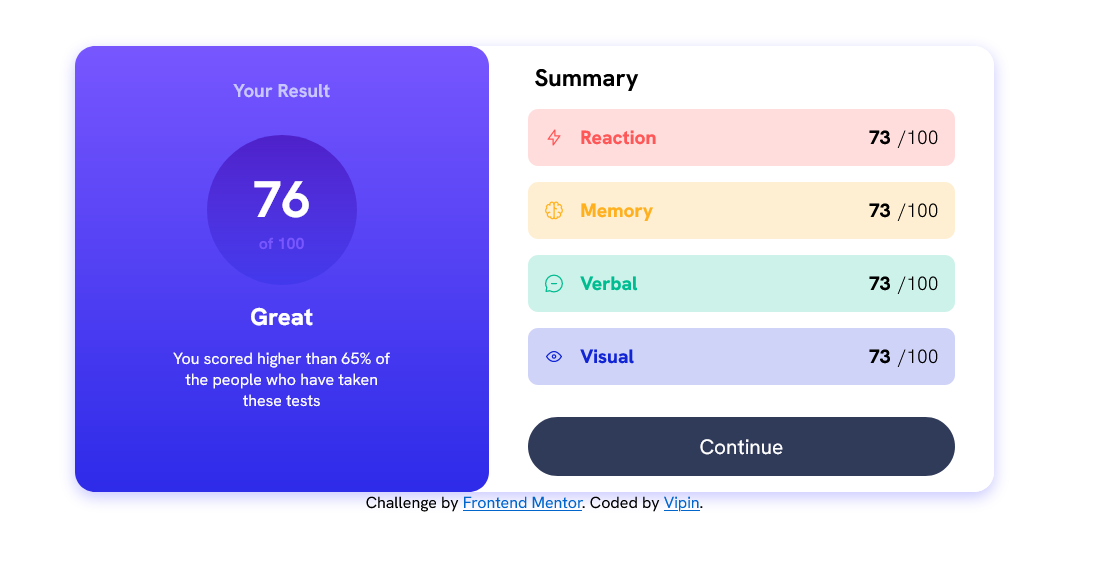 Your Result
76
of 100
Great
You scored higher than 65% of
the people who have taken
these tests
Summary
Reaction 73 /100
Memory 73 /100
Verbal 73 /100
Visual 73 /100
Continue
Challenge by Frontend Mentor. Coded by Vipin.